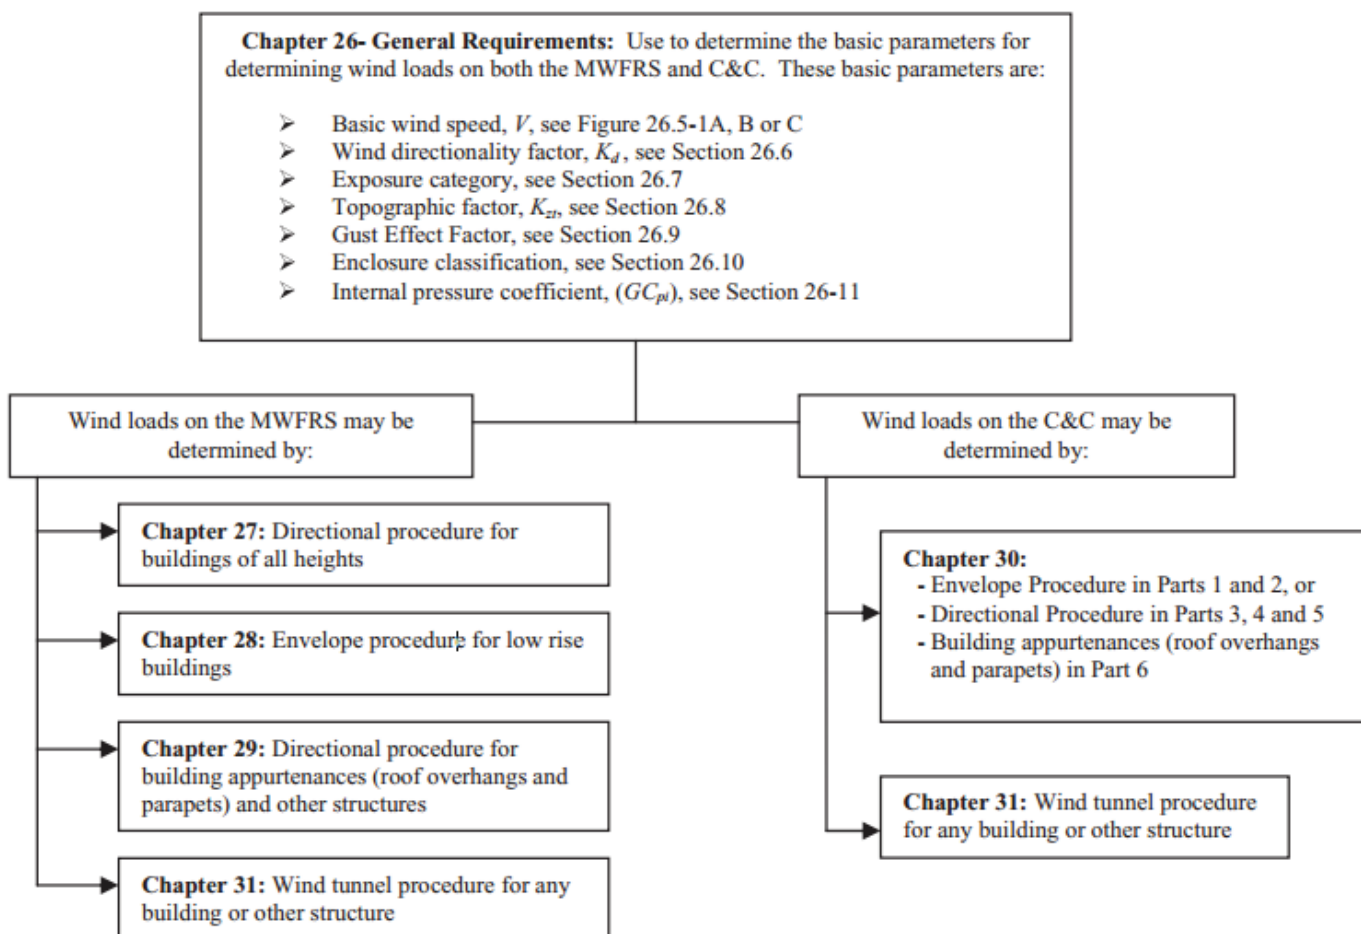 Chapter 26- General Requirements: Use to determine the basic parameters for
determining wind loads on both the MWFRS and C&C. These basic parameters are:
➢ Basic wind speed, V, see Figure 26.5-1A, B or C
➢ Wind directionality factor, Kd , see Section 26.6
➢ Exposure category, see Section 26.7
➢ Topographic factor, Kzt, see Section 26.8
➢ Gust Effect Factor, see Section 26.9
➢ Enclosure classification, see Section 26.10
➢ Internal pressure coefficient, (GCpi), see Section 26-11
Wind loads on the MWFRS may be
determined by:
Chapter 27: Directional procedure for
buildings of all heights
Chapter 28: Envelope procedure for low rise
buildings
Chapter 29: Directional procedure for
building appurtenances (roof overhangs and
parapets) and other structures
Chapter 31: Wind tunnel procedure for any
building or other structure
Wind loads on the C&C may be
determined by:
Chapter 30:
- Envelope Procedure in Parts 1 and 2, or
- Directional Procedure in Parts 3, 4 and 5
- Building appurtenances (roof overhangs
and parapets) in Part 6
Chapter 31: Wind tunnel procedure
for any building or other structure